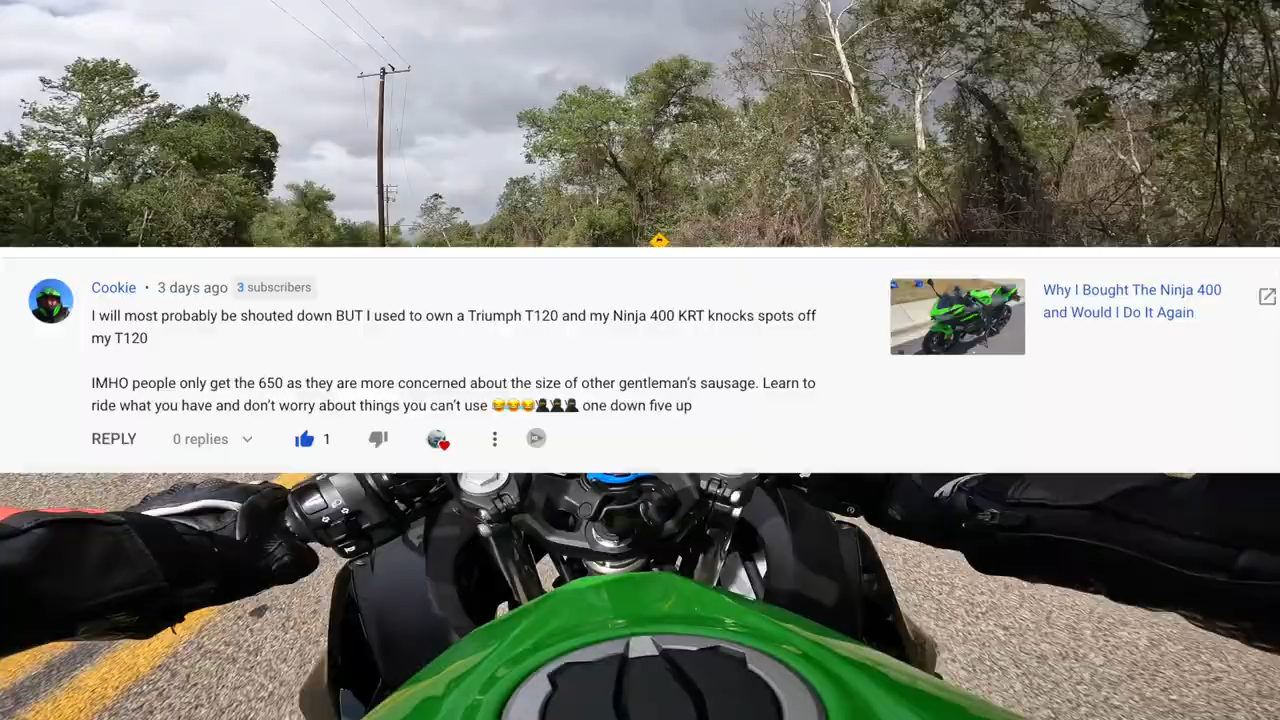 Cookie • 3 days ago 3 subscribers
I will most probably be shouted down BUT I used to own a Triumph T120 and my Ninja 400 KRT knocks spots off
my T120
IMHO people only get the 650 as they are more concerned about the size of other gentleman's sausage. Learn to
ride what you have and don't worry about things you can't use 😂😂😂🥷🥷🥷 one down five up
REPLY 0 replies 1
Why I Bought The Ninja 400
and Would I Do It Again